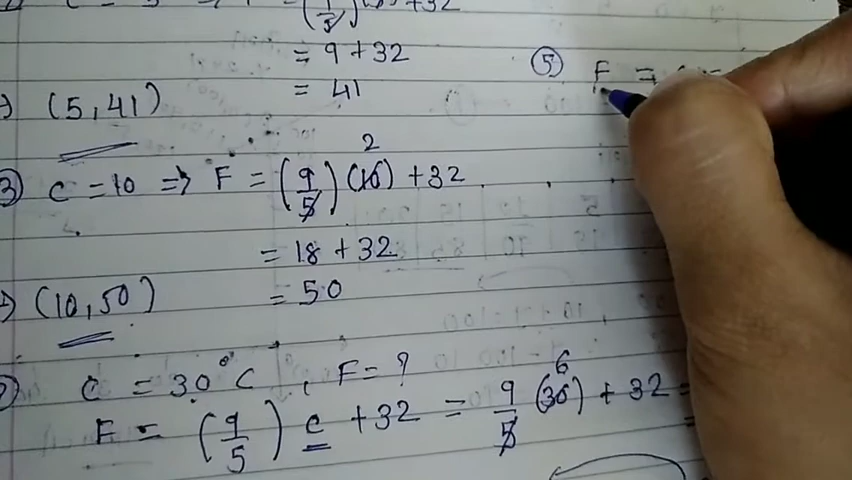 = 9 + 32
= 41
(5,41)
③ C = 10 => F = (9/5) (10) + 32
2
= 18 + 32
(10,50) = 50
C = 30°C , F = ?
6
F = (9/5) C + 32 = 9/5 (30) + 32 =
⑤ F =